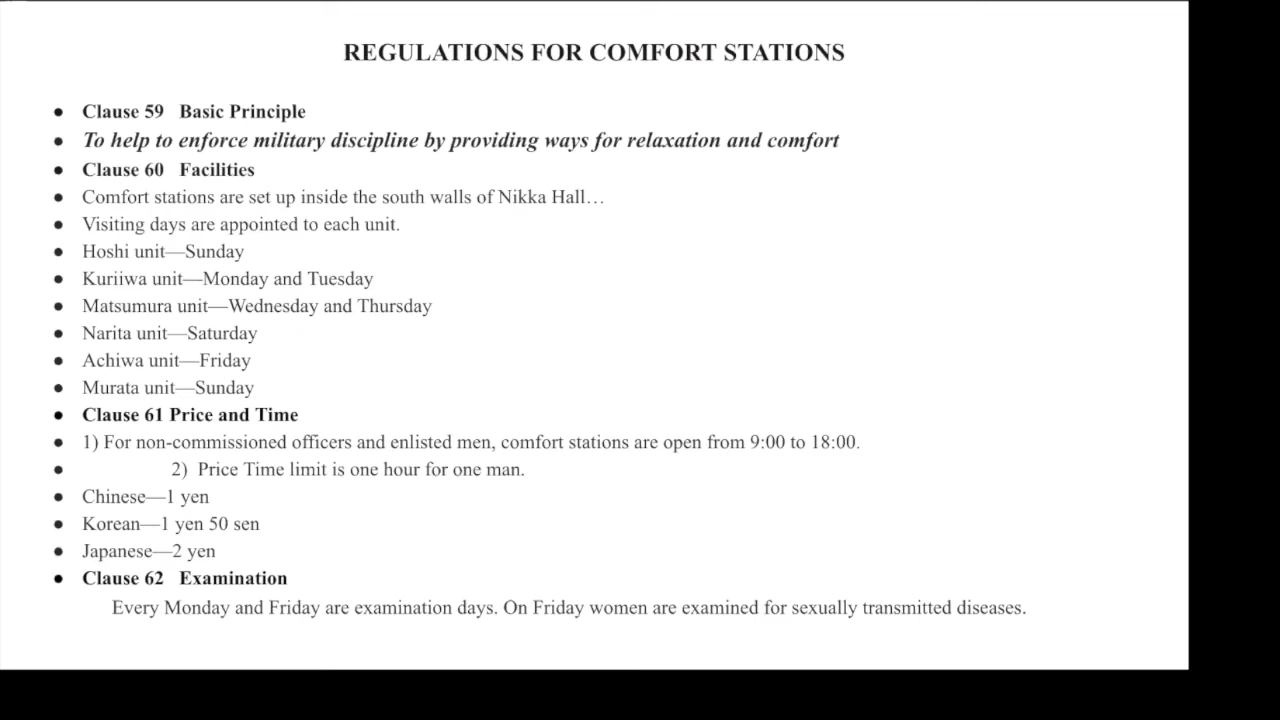 REGULATIONS FOR COMFORT STATIONS
● Clause 59 Basic Principle
● To help to enforce military discipline by providing ways for relaxation and comfort
● Clause 60 Facilities
● Comfort stations are set up inside the south walls of Nikka Hall…
● Visiting days are appointed to each unit.
● Hoshi unit—Sunday
● Kuriiwa unit—Monday and Tuesday
● Matsumura unit—Wednesday and Thursday
● Narita unit—Saturday
● Achiwa unit—Friday
● Murata unit—Sunday
● Clause 61 Price and Time
● 1) For non-commissioned officers and enlisted men, comfort stations are open from 9:00 to 18:00.
● 2) Price Time limit is one hour for one man.
● Chinese—1 yen
● Korean—1 yen 50 sen
● Japanese—2 yen
● Clause 62 Examination
Every Monday and Friday are examination days. On Friday women are examined for sexually transmitted diseases.